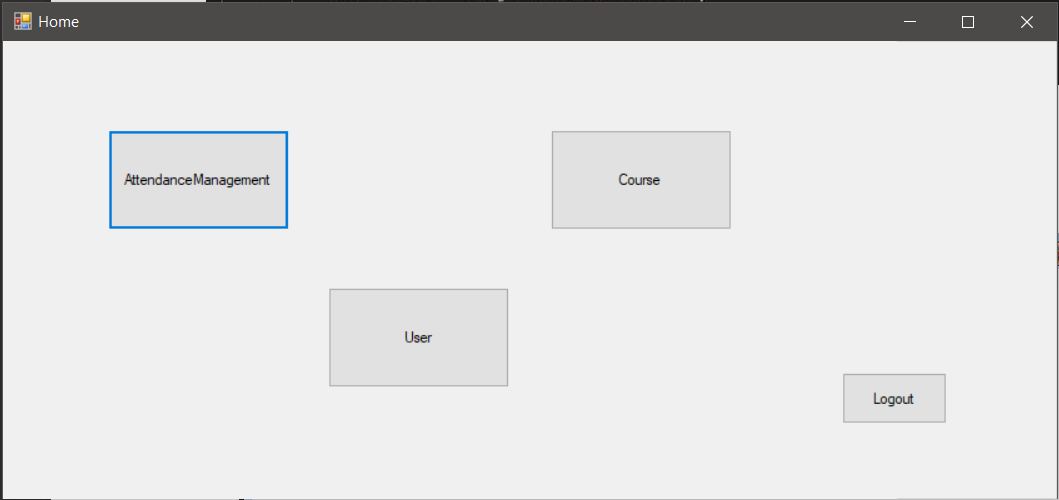 Home
AttendanceManagement
Course
User
Logout